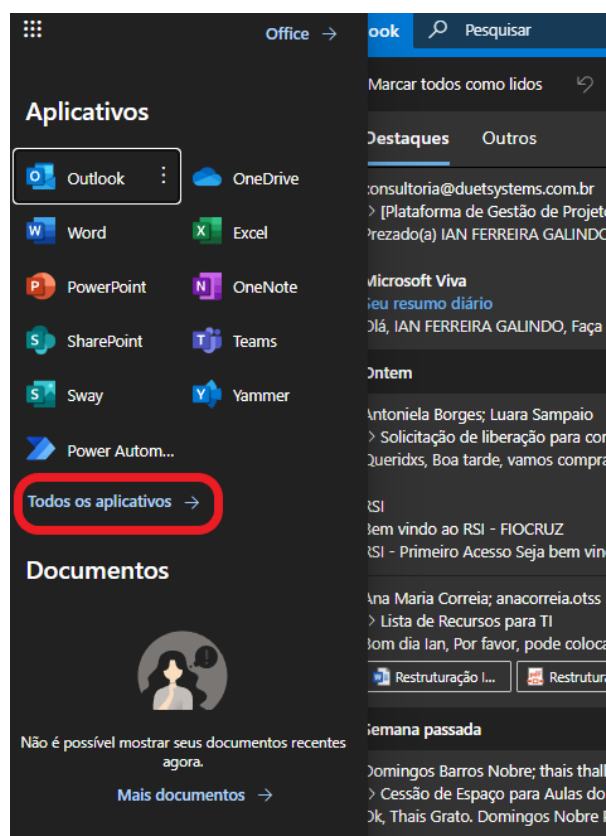 Office →
ook
Pesquisar
Marcar todos como lidos
Aplicativos
Destaques
Outros
Outlook
OneDrive
Word
Excel
PowerPoint
OneNote
SharePoint
Teams
Sway
Yammer
Power Autom...
Todos os aplicativos →
Documentos
Não é possível mostrar seus documentos recentes
agora.
Mais documentos →
consultoria@duetsystems.com.br
> [Plataforma de Gestão de Projet
Prezado(a) IAN FERREIRA GALINDO
Microsoft Viva
Seu resumo diário
Olá, IAN FERREIRA GALINDO, Faça
Ontem
Antoniela Borges; Luara Sampaio
> Solicitação de liberação para co
Queridxs, Boa tarde, vamos compra
RSI
Bem vindo ao RSI - FIOCRUZ
RSI - Primeiro Acesso Seja bem vin
Ana Maria Correia; anacorreia.otss
> Lista de Recursos para TI
Bom dia Ian, Por favor, pode coloca
Restruturação I...
Restrutura
Semana passada
Domingos Barros Nobre; thais thall
> Cessão de Espaço para Aulas do
Ok, Thais Grato. Domingos Nobre